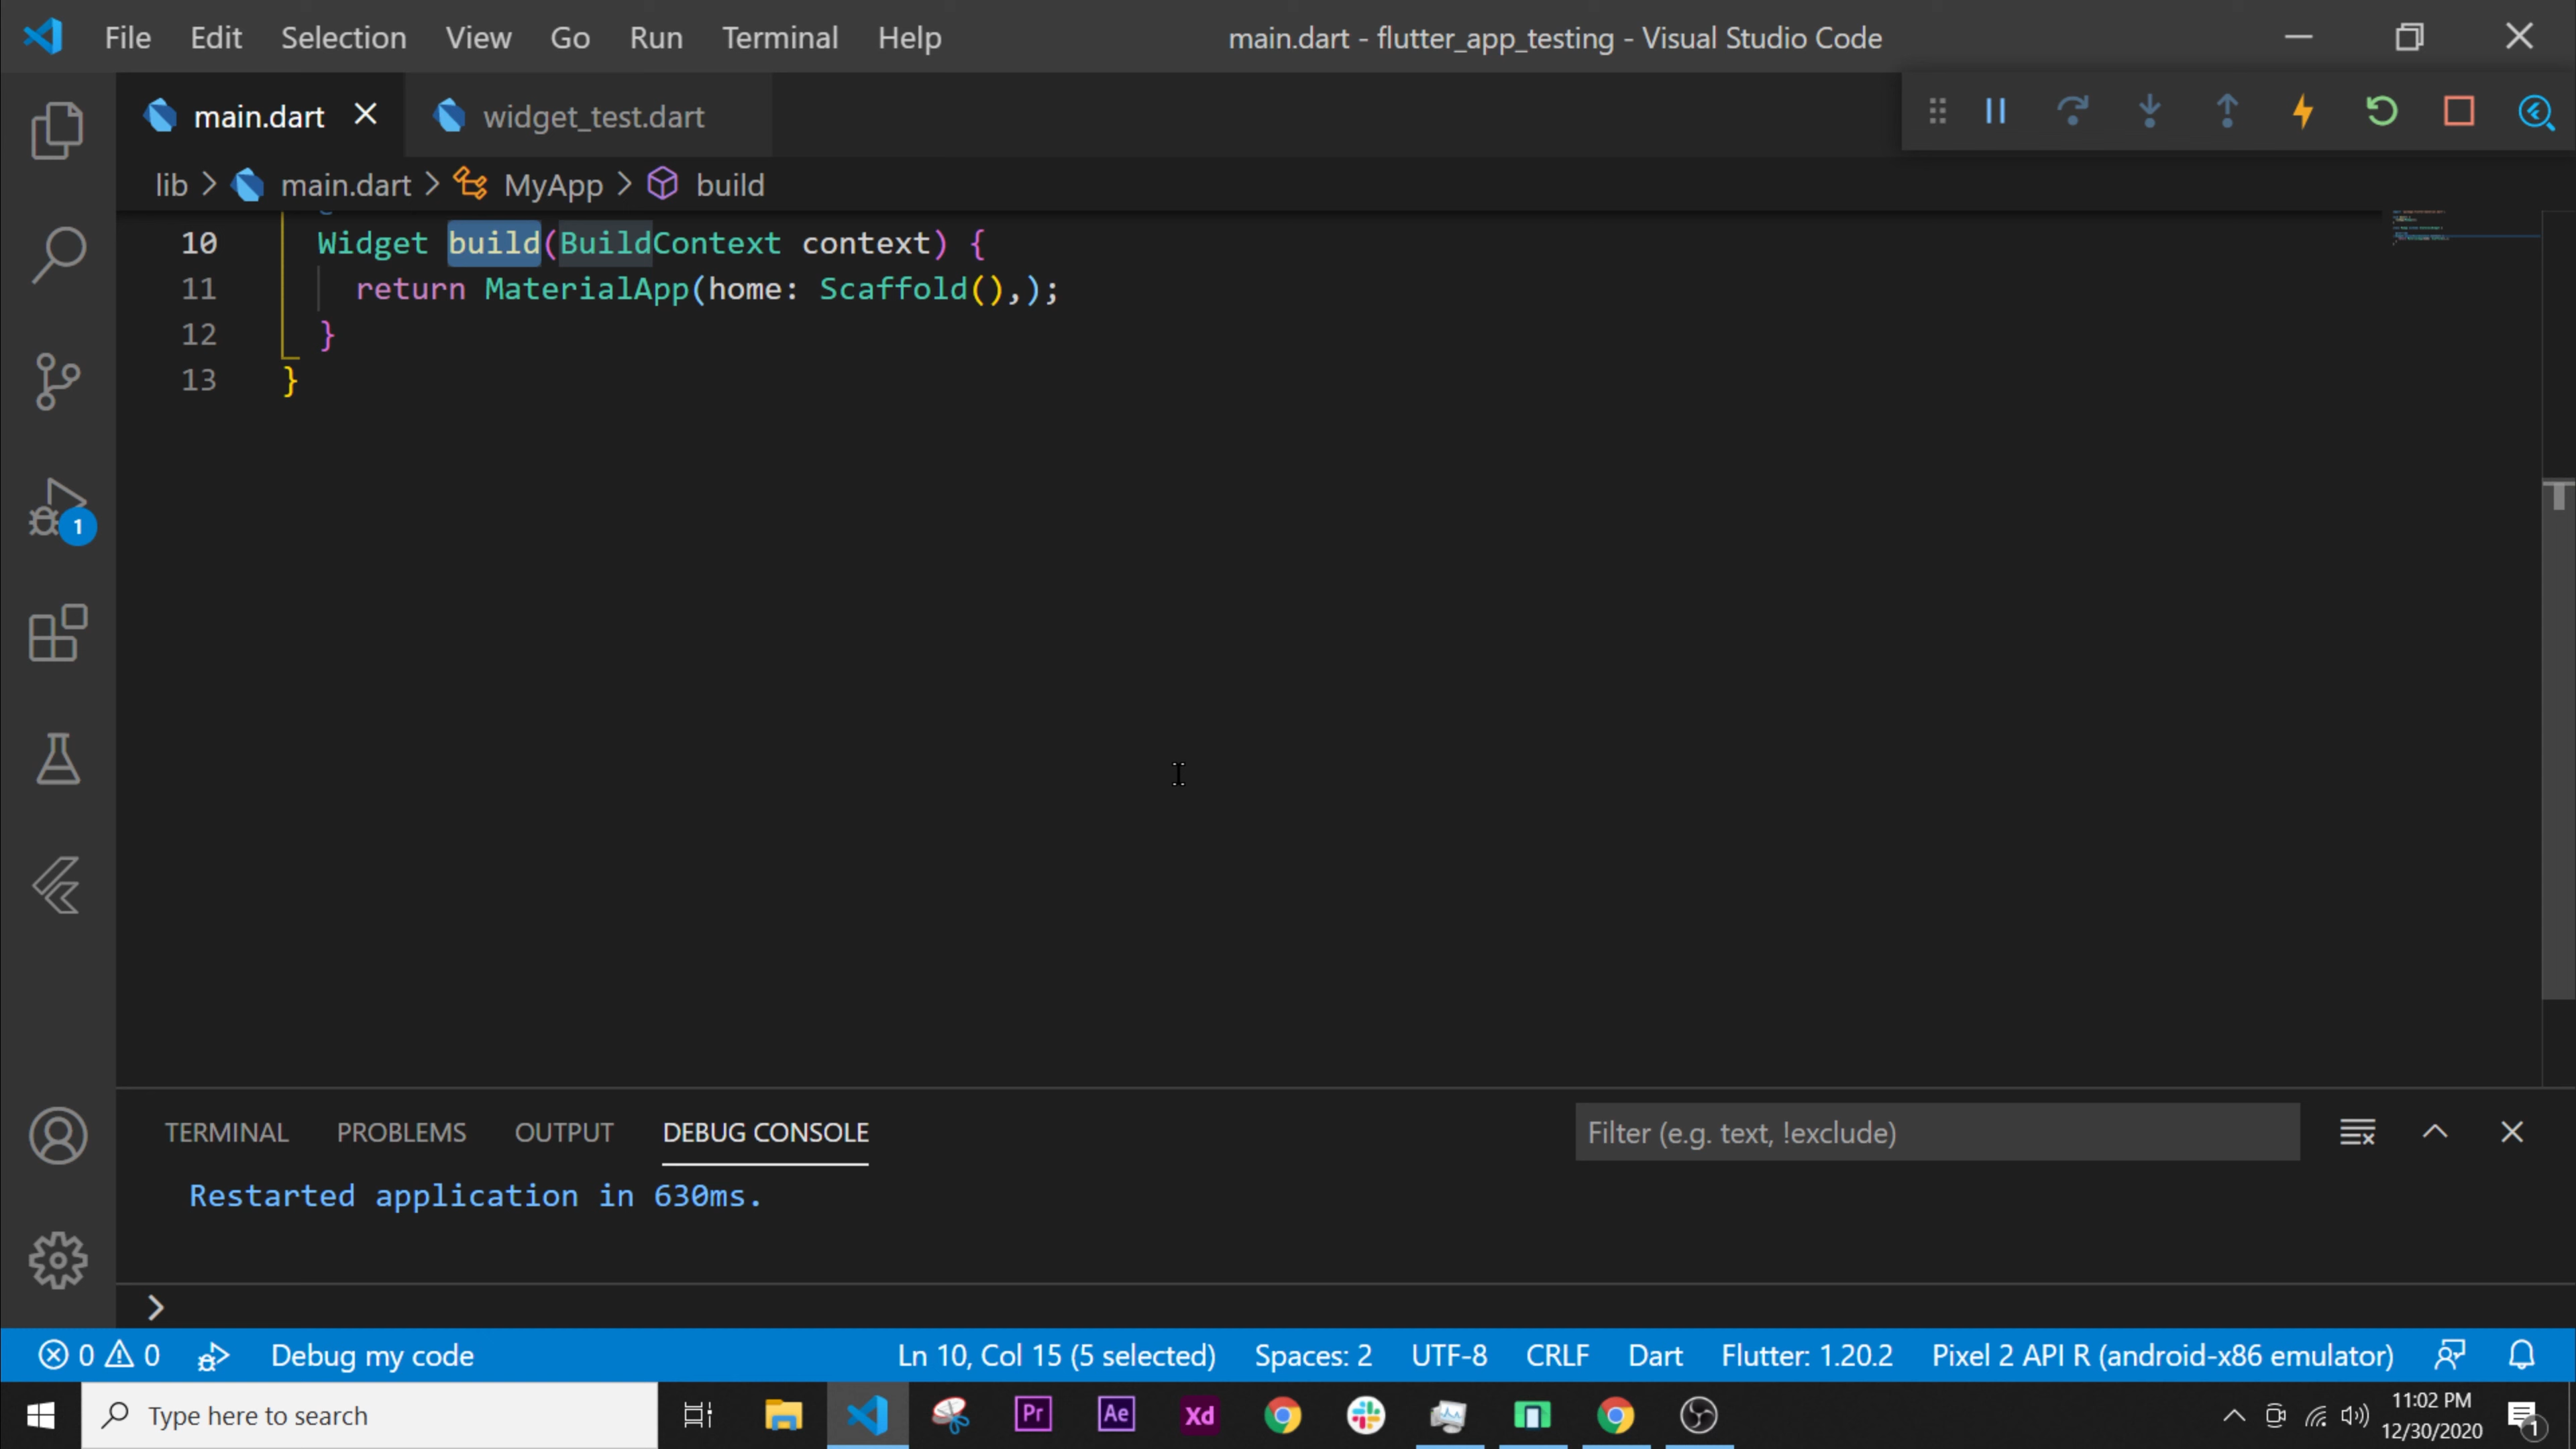 File Edit Selection View Go Run Terminal Help main.dart - flutter_app_testing - Visual Studio Code
main.dart widget_test.dart
lib > main.dart > MyApp > build
10 Widget build(BuildContext context) {
11 return MaterialApp(home: Scaffold(),);
12 }
13 }
1
TERMINAL PROBLEMS OUTPUT DEBUG CONSOLE Filter (e.g. text, !exclude)
Restarted application in 630ms.
0 0 Debug my code Ln 10, Col 15 (5 selected) Spaces: 2 UTF-8 CRLF Dart Flutter: 1.20.2 Pixel 2 API R (android-x86 emulator)
Type here to search Pr Ae Xd 11:02 PM
12/30/2020 1